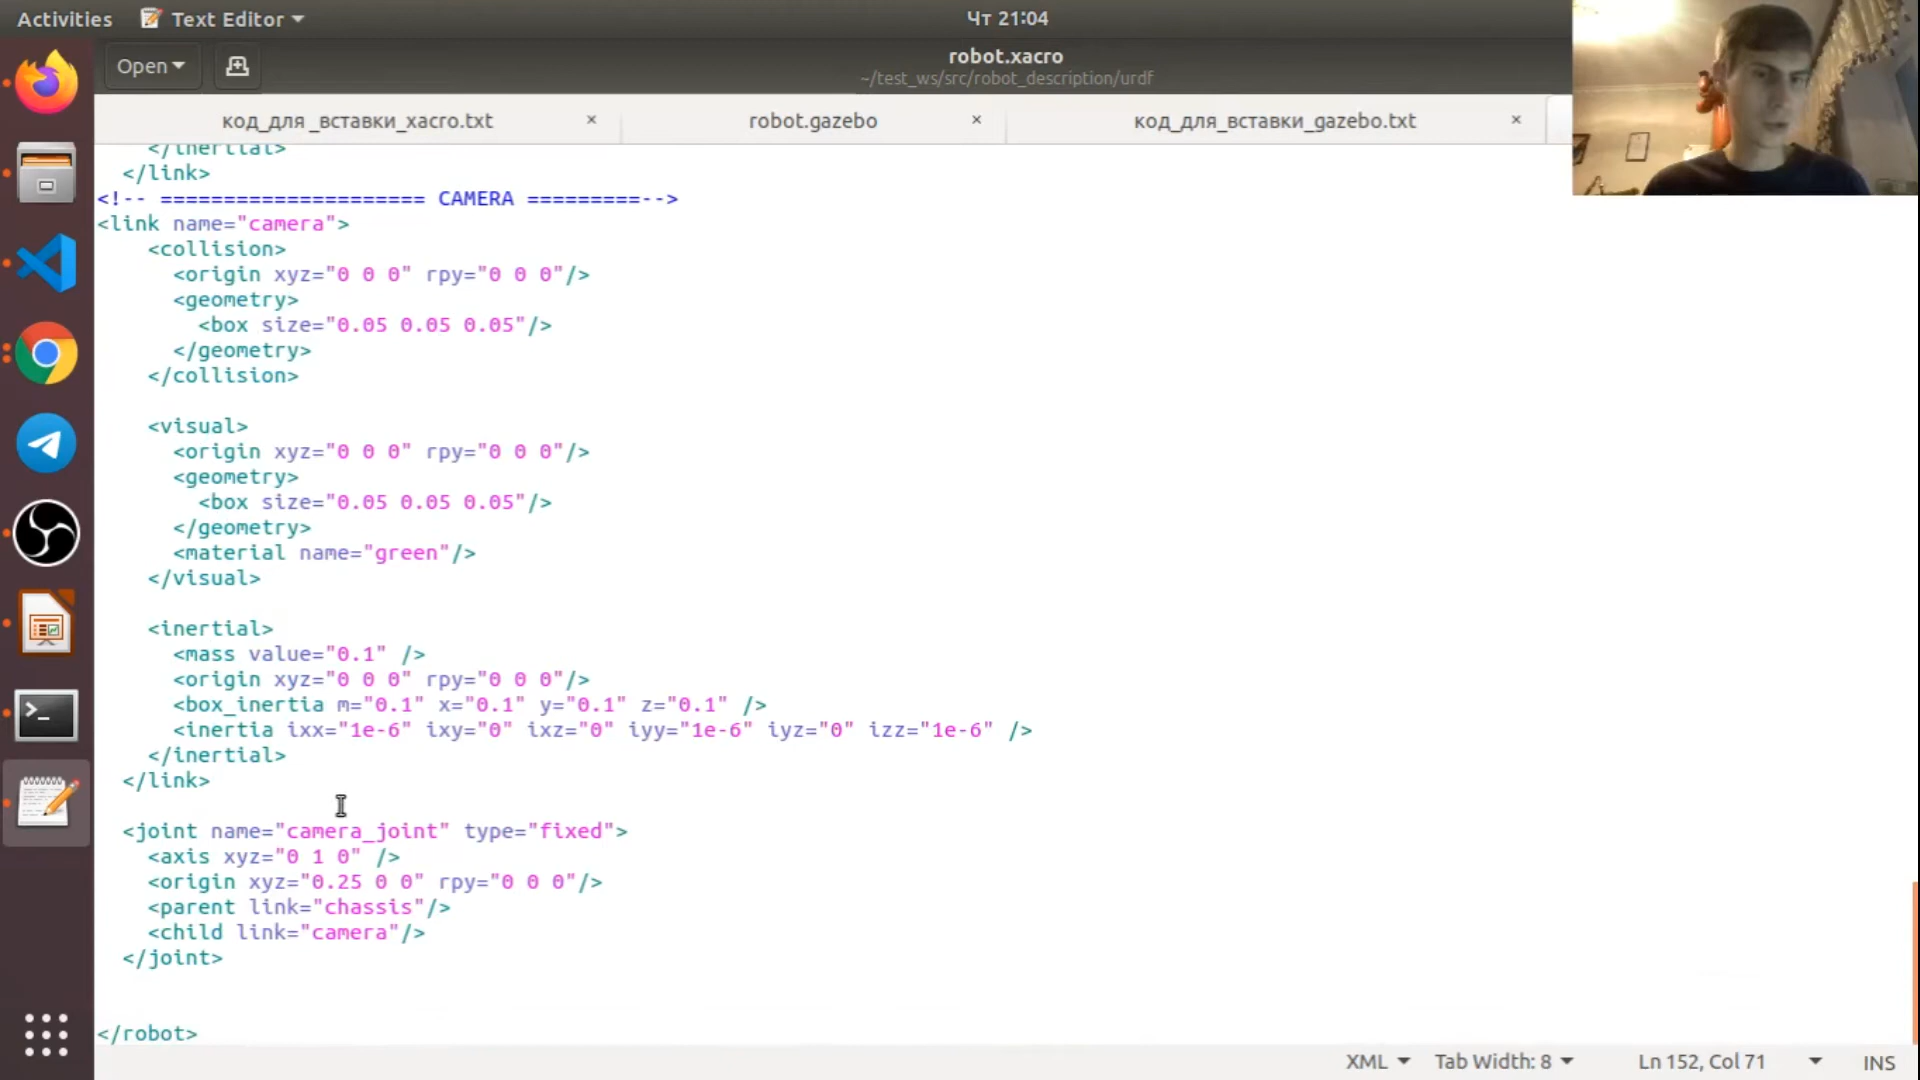 Activities Text Editor Чт 21:04
Open robot.xacro
~/test_ws/src/robot_description/urdf
код_для _вставки_xacro.txt × robot.gazebo × код_для_вставки_gazebo.txt ×
</inertial>
</link>
<!-- ===================== CAMERA =========-->
<link name="camera">
<collision>
<origin xyz="0 0 0" rpy="0 0 0"/>
<geometry>
<box size="0.05 0.05 0.05"/>
</geometry>
</collision>
<visual>
<origin xyz="0 0 0" rpy="0 0 0"/>
<geometry>
<box size="0.05 0.05 0.05"/>
</geometry>
<material name="green"/>
</visual>
<inertial>
<mass value="0.1" />
<origin xyz="0 0 0" rpy="0 0 0"/>
<box_inertia m="0.1" x="0.1" y="0.1" z="0.1" />
<inertia ixx="1e-6" ixy="0" ixz="0" iyy="1e-6" iyz="0" izz="1e-6" />
</inertial>
</link>
<joint name="camera_joint" type="fixed">
<axis xyz="0 1 0" />
<origin xyz="0.25 0 0" rpy="0 0 0"/>
<parent link="chassis"/>
<child link="camera"/>
</joint>
</robot>
XML Tab Width: 8 Ln 152, Col 71 INS